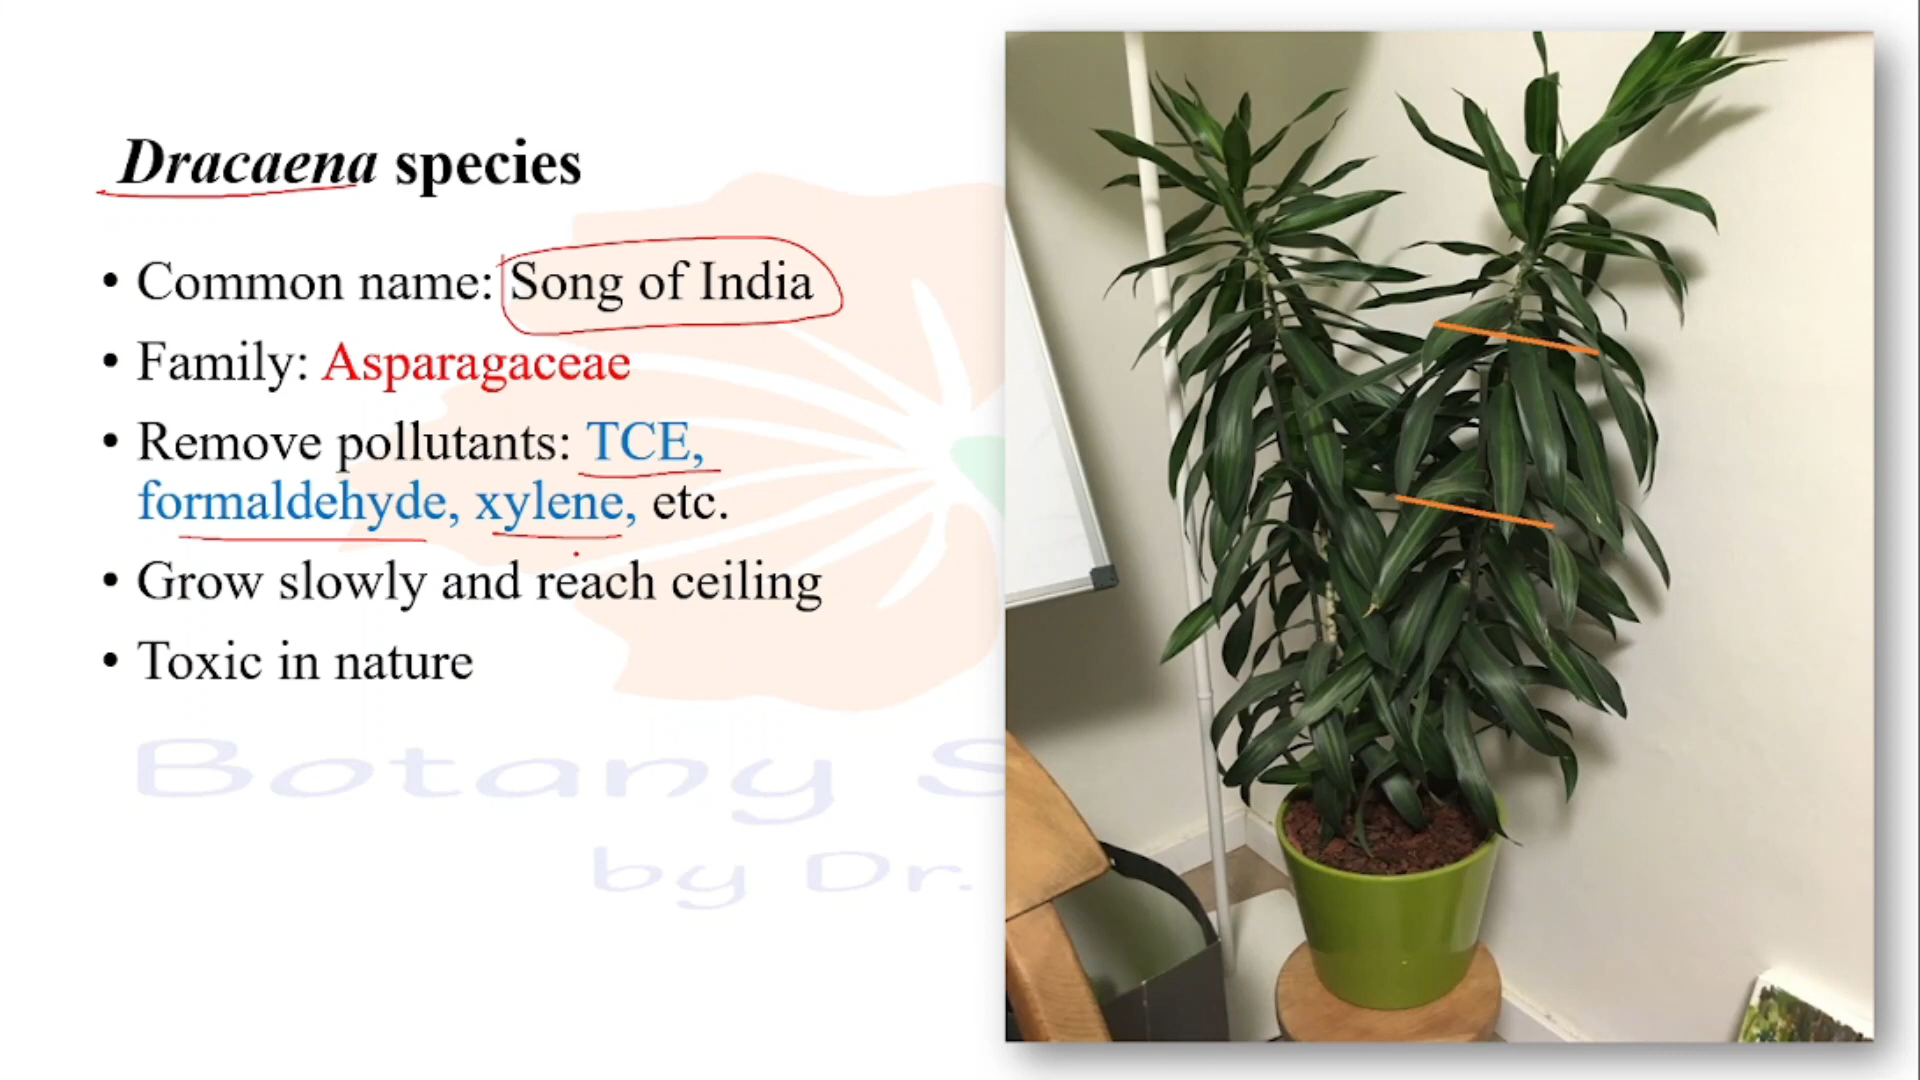 Dracaena species
• Common name: Song of India
• Family: Asparagaceae
• Remove pollutants: TCE,
formaldehyde, xylene, etc.
• Grow slowly and reach ceiling
• Toxic in nature
Botany S
by Dr.